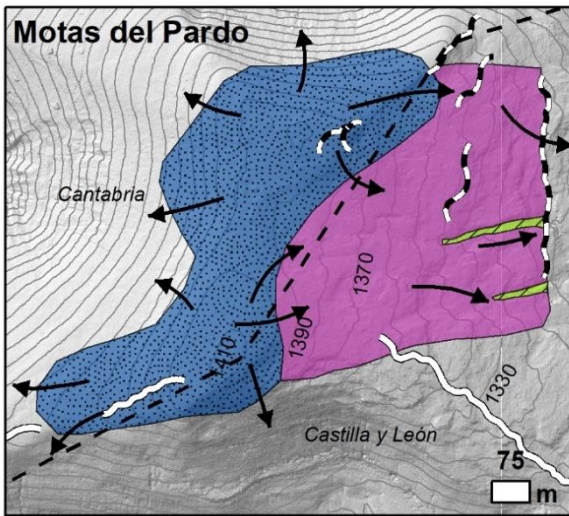 Motas del Pardo
Cantabria
1370
1410
1390
1330
Castilla y León
75
m